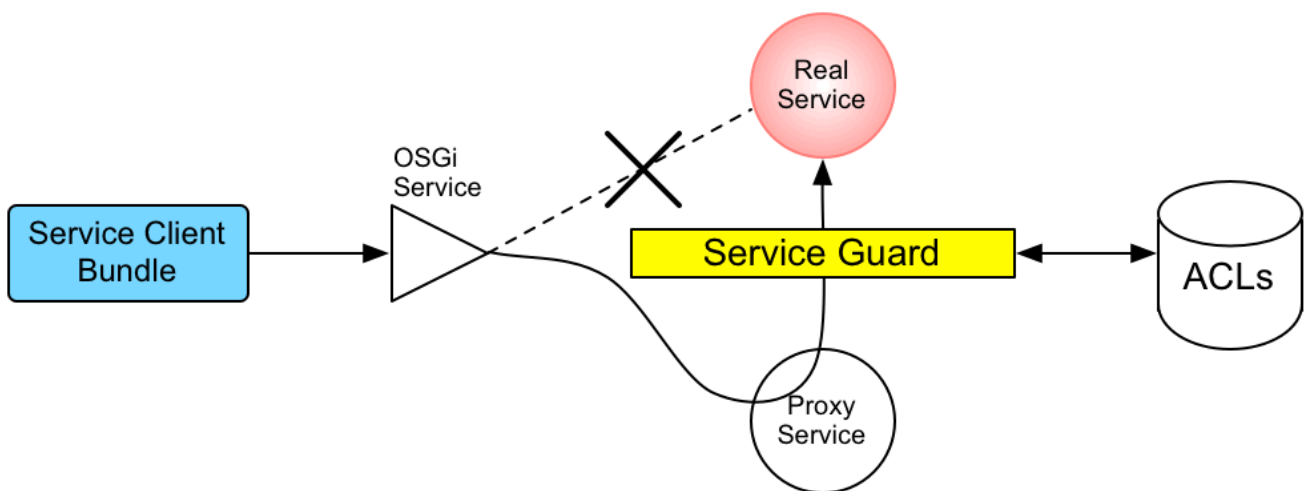 Real
Service
OSGi
Service
Service Client
Bundle
Service Guard
ACLs
Proxy
Service